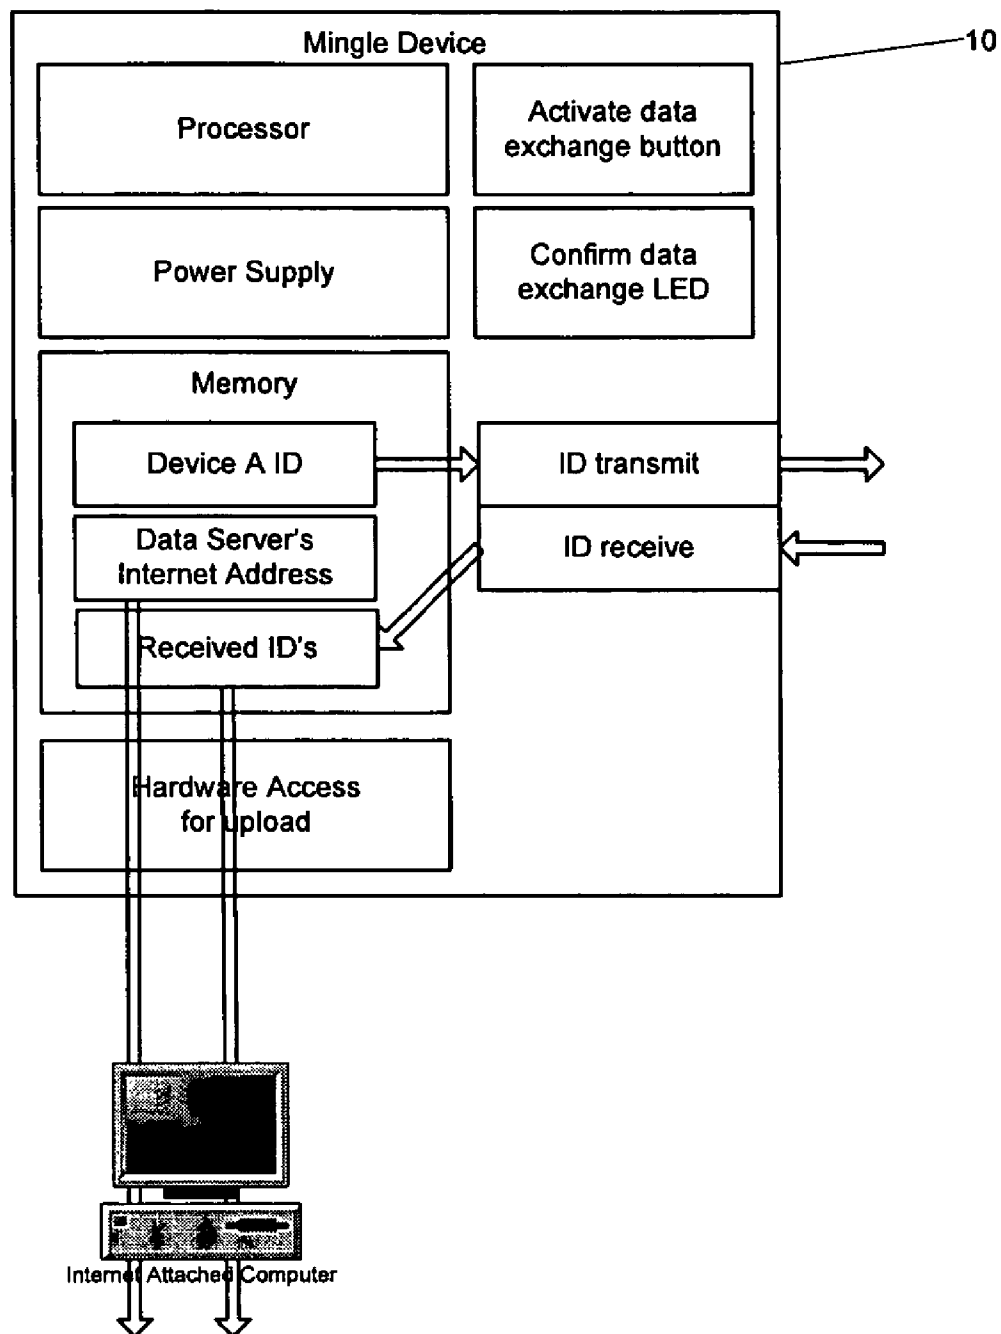 Mingle Device
10
Processor
Activate data
exchange button
Power Supply
Confirm data
exchange LED
Memory
Device A ID
ID transmit
Data Server's
Internet Address
ID receive
Received ID's
Hardware Access
for upload
Internet Attached Computer